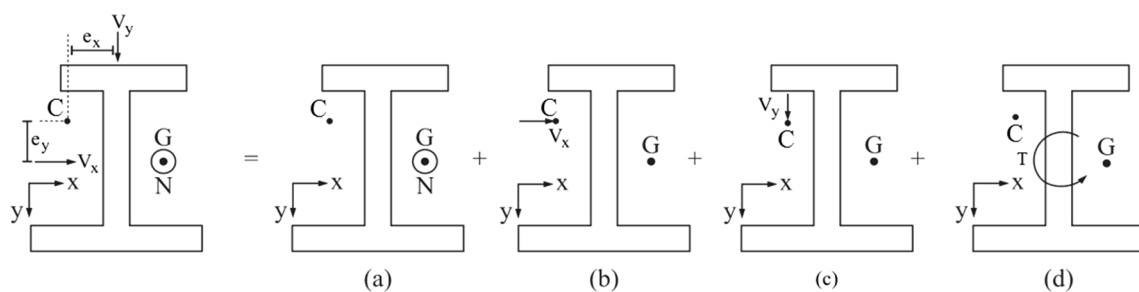 V_y
e_x
C
e_y
V_x
G
N
x
y
=
C
G
N
x
y
(a)
+
C
V_x
G
x
y
(b)
+
V_y
C
G
x
y
(c)
+
C
T
G
x
y
(d)